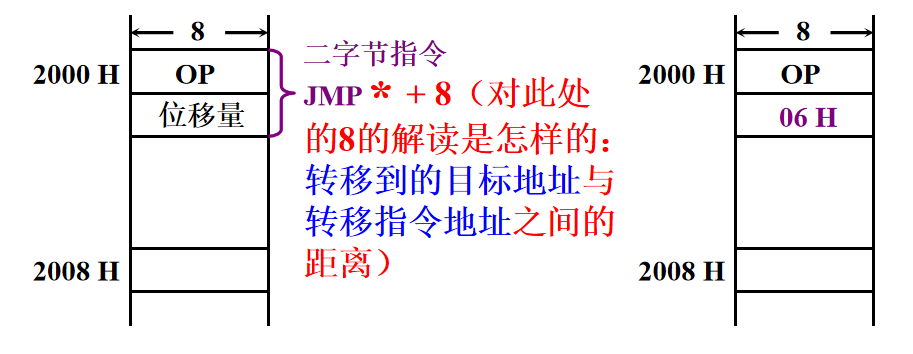 8
2000 H
OP
位移量
2008 H
二字节指令
JMP * + 8（对此处
的8的解读是怎样的：
转移到的目标地址与
转移指令地址之间的
距离）
8
2000 H
OP
06 H
2008 H